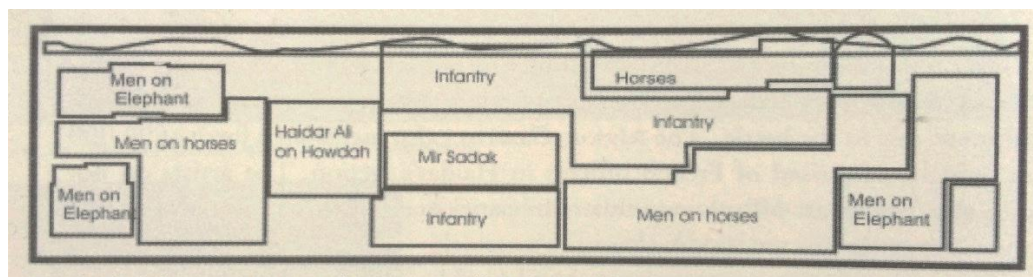 Men on
Elephant
Infantry
Horses
Men on horses
Haidar Ali
on Howdah
Infantry
Mir Sadak
Men on
Elephant
Infantry
Men on horses
Men on
Elephant